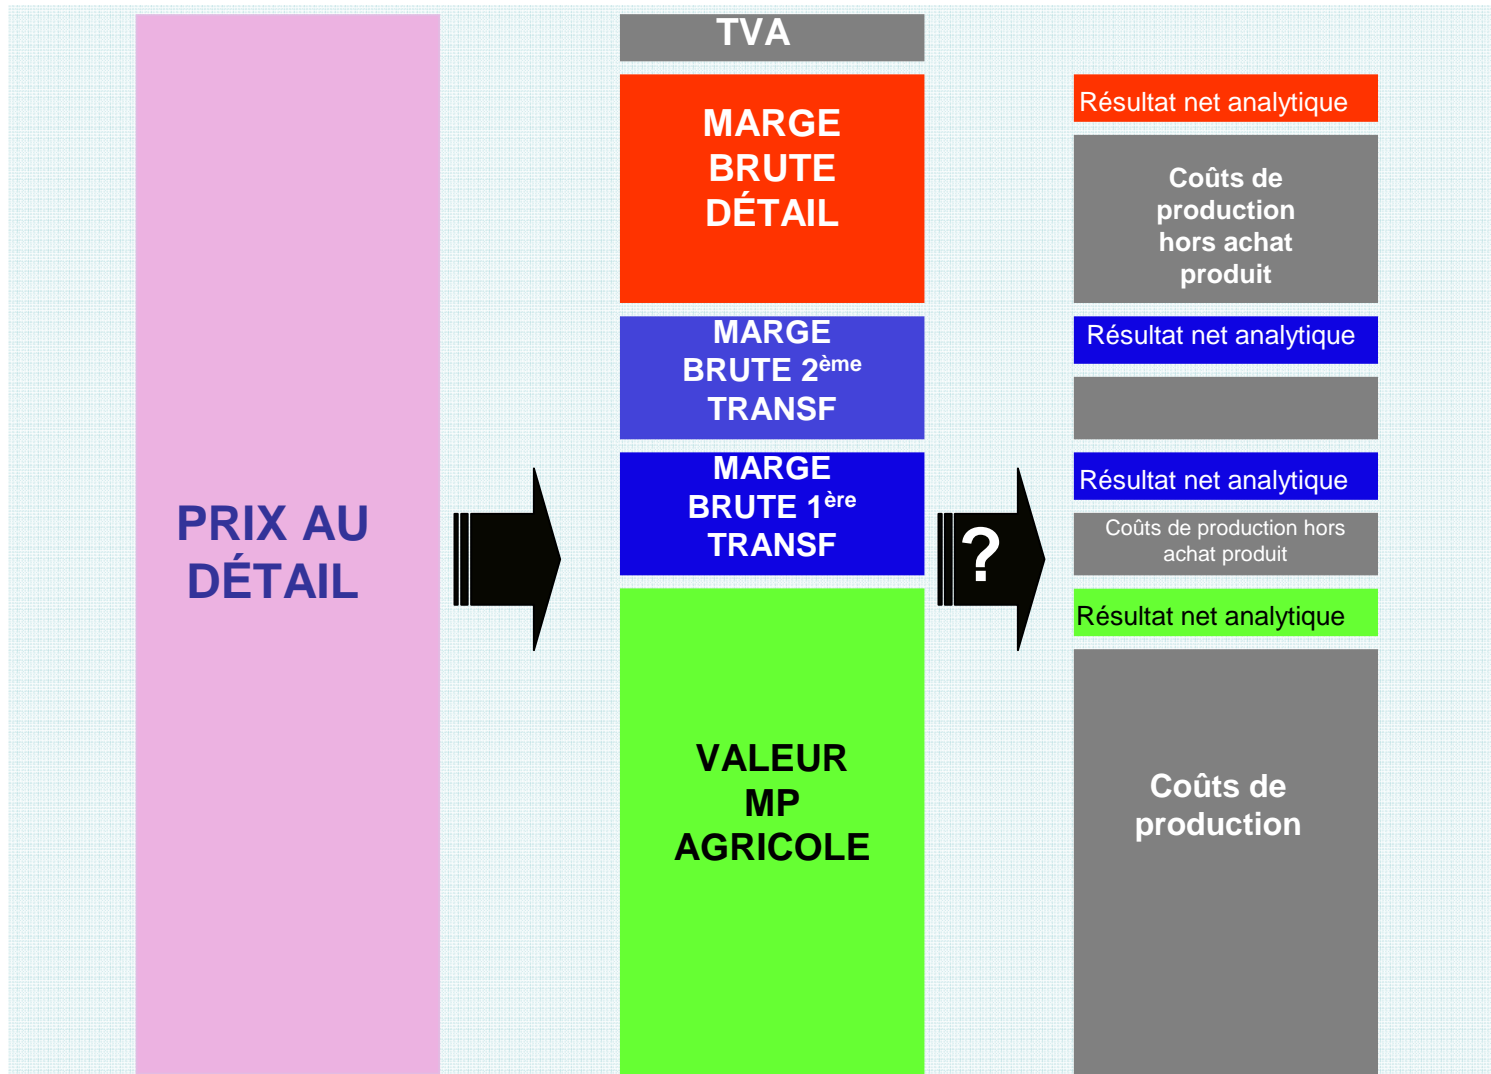 PRIX AU
DÉTAIL
TVA
MARGE
BRUTE
DÉTAIL
MARGE
BRUTE 2ème
TRANSF
MARGE
BRUTE 1ère
TRANSF
VALEUR
MP
AGRICOLE
?
Résultat net analytique
Coûts de
production
hors achat
produit
Résultat net analytique
Résultat net analytique
Coûts de production hors
achat produit
Résultat net analytique
Coûts de
production